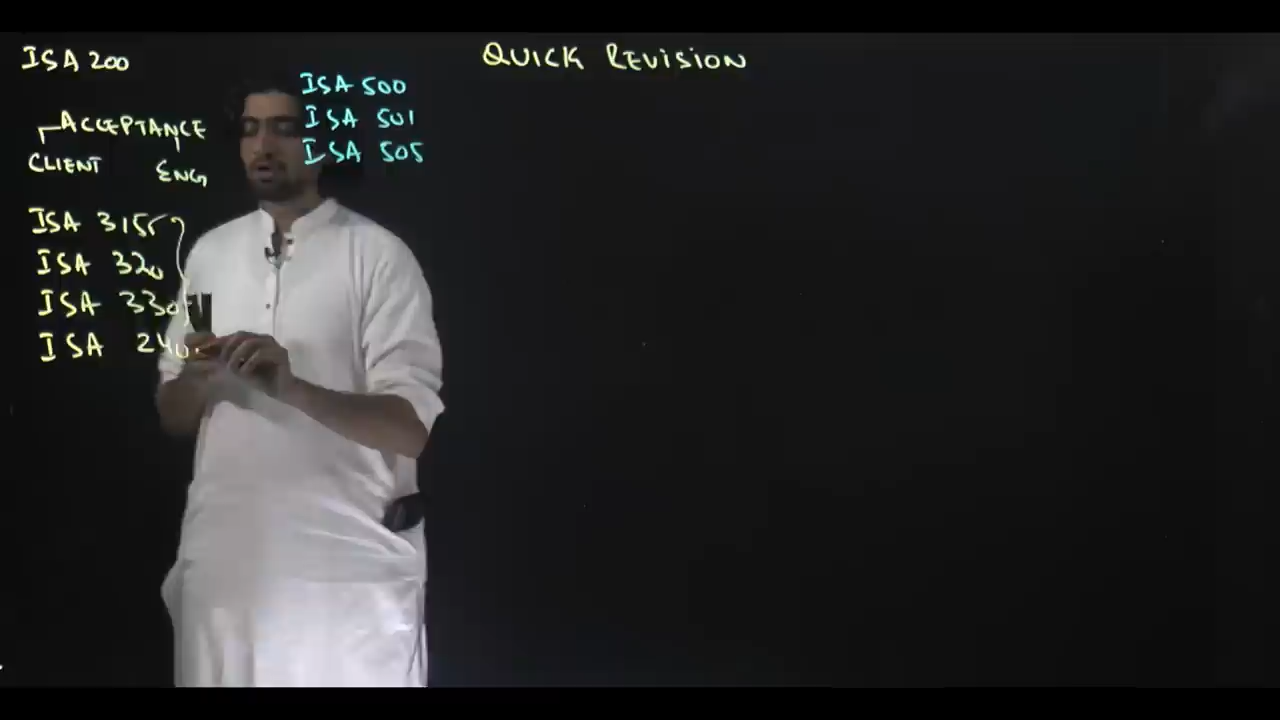 ISA 200
QUICK REVISION
ISA 500
ISA 501
ISA 505
ACCEPTANCE
CLIENT ENG
ISA 315
ISA 320
ISA 330
ISA 240